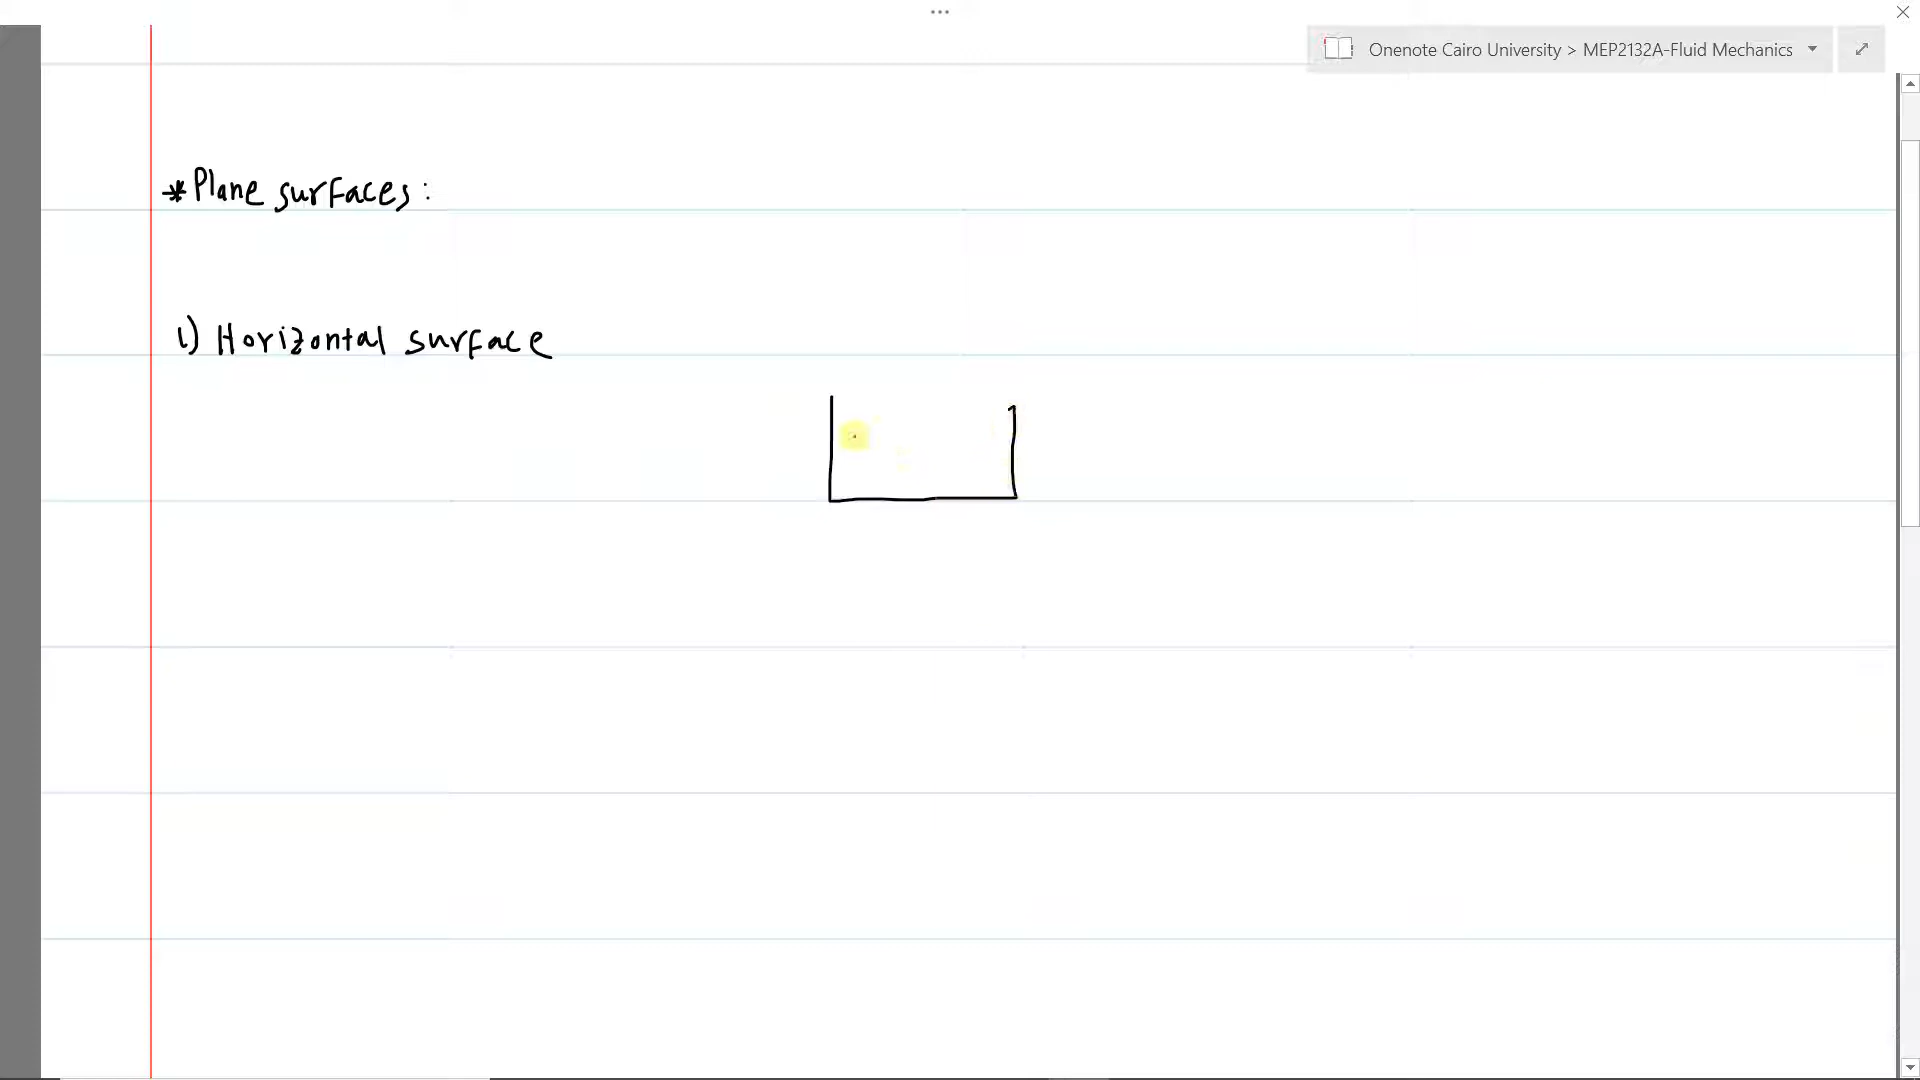 Onenote Cairo University > MEP2132A-Fluid Mechanics
* Plane surfaces :
1) Horizontal surface